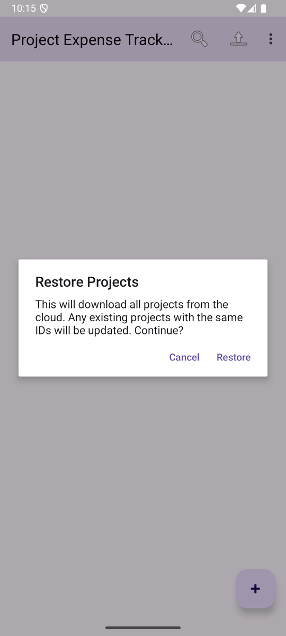 10:15
Project Expense Track...
Restore Projects
This will download all projects from the
cloud. Any existing projects with the same
IDs will be updated. Continue?
Cancel Restore
+